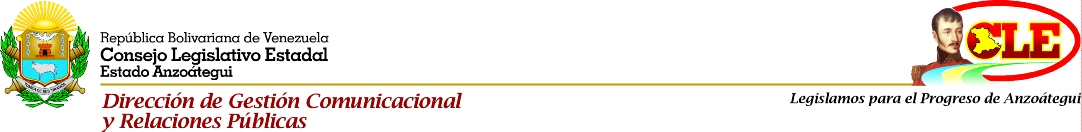 República Bolivariana de Venezuela
Consejo Legislativo Estadal
Estado Anzoátegui
Dirección de Gestión Comunicacional
y Relaciones Públicas
CLE
Legislamos para el Progreso de Anzoátegui